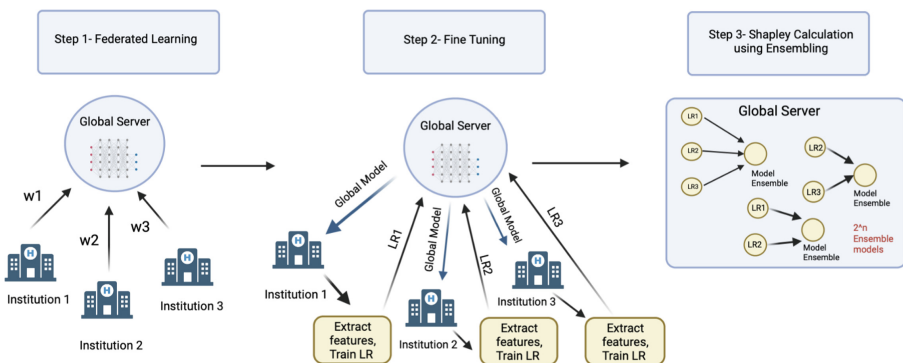 Step 1- Federated Learning
Step 2- Fine Tuning
Step 3- Shapley Calculation
using Ensembling
Global Server
w1
w2
w3
H
Institution 1
H
Institution 2
H
Institution 3
Global Server
Global Model
LR1
Global Model
LR2
Global Model
LR3
H
Institution 1
H
Institution 2
H
Institution 3
Extract
features,
Train LR
Extract
features,
Train LR
Extract
features,
Train LR
Global Server
LR1
LR2
LR3
Model
Ensemble
LR2
LR3
Model
Ensemble
LR1
LR2
Model
Ensemble
2^n
Ensemble
models